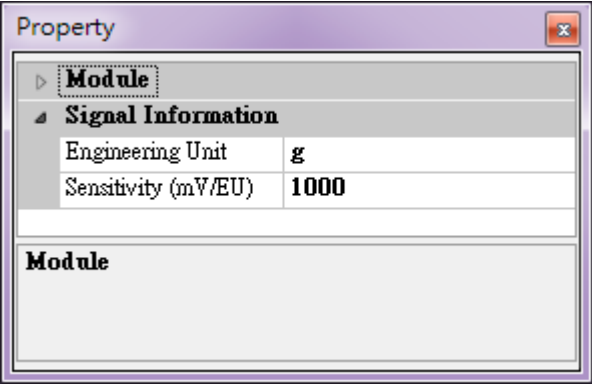 Property
Module
Signal Information
Engineering Unit g
Sensitivity (mV/EU) 1000
Module